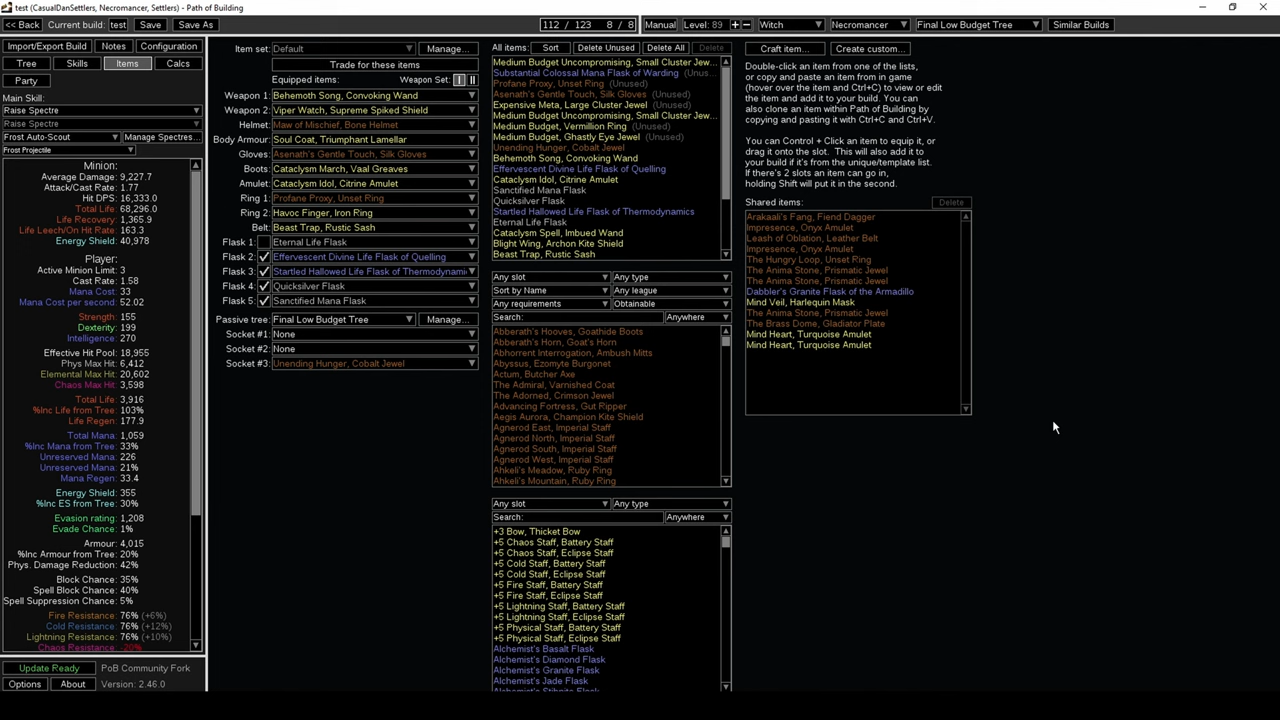 test (CasualDanSettlers, Necromancer, Settlers) - Path of Building
<< Back
Current build: test
Save
Save As
112 / 123 8 / 8
Manual
Level: 89
Witch
Necromancer
Final Low Budget Tree
Similar Builds
Import/Export Build
Notes
Configuration
Tree
Skills
Items
Calcs
Party
Main Skill:
Raise Spectre
Raise Spectre
Frost Auto-Scout
Manage Spectres...
Frost Projectile
Minion:
Average Damage: 9,227.7
Attack/Cast Rate: 1.77
Hit DPS: 16,333.0
Total Life: 68,296.0
Life Recovery: 1,365.9
Life Leech/On Hit Rate: 163.3
Energy Shield: 40,978
Player:
Active Minion Limit: 3
Cast Rate: 1.58
Mana Cost: 33
Mana Cost per second: 52.02
Strength: 155
Dexterity: 199
Intelligence: 270
Effective Hit Pool: 18,955
Phys Max Hit: 6,412
Elemental Max Hit: 20,602
Chaos Max Hit: 3,598
Total Life: 3,916
%Inc Life from Tree: 103%
Life Regen: 177.9
Total Mana: 1,059
%Inc Mana from Tree: 33%
Unreserved Mana: 226
Unreserved Mana: 21%
Mana Regen: 33.4
Energy Shield: 355
%Inc ES from Tree: 30%
Evasion rating: 1,208
Evade Chance: 1%
Armour: 4,015
%Inc Armour from Tree: 20%
Phys. Damage Reduction: 42%
Block Chance: 35%
Spell Block Chance: 40%
Spell Suppression Chance: 5%
Fire Resistance: 76% (+6%)
Cold Resistance: 76% (+12%)
Lightning Resistance: 76% (+10%)
Chaos Resistance: -20%
Update Ready
PoB Community Fork
Options
About
Version: 2.46.0
Item set: Default
Manage...
Trade for these items
Equipped items:
Weapon Set: I II
Weapon 1: Behemoth Song, Convoking Wand
Weapon 2: Viper Watch, Supreme Spiked Shield
Helmet: Maw of Mischief, Bone Helmet
Body Armour: Soul Coat, Triumphant Lamellar
Gloves: Asenath's Gentle Touch, Silk Gloves
Boots: Cataclysm March, Vaal Greaves
Amulet: Cataclysm Idol, Citrine Amulet
Ring 1: Profane Proxy, Unset Ring
Ring 2: Havoc Finger, Iron Ring
Belt: Beast Trap, Rustic Sash
Flask 1: Eternal Life Flask
Flask 2: Effervescent Divine Life Flask of Quelling
Flask 3: Startled Hallowed Life Flask of Thermodynami
Flask 4: Quicksilver Flask
Flask 5: Sanctified Mana Flask
Passive tree: Final Low Budget Tree
Manage...
Socket #1: None
Socket #2: None
Socket #3: Unending Hunger, Cobalt Jewel
All items:
Sort
Delete Unused
Delete All
Delete
Medium Budget Uncompromising, Small Cluster Jew...
Substantial Colossal Mana Flask of Warding (Unus...
Profane Proxy, Unset Ring (Unused)
Asenath's Gentle Touch, Silk Gloves (Unused)
Expensive Meta, Large Cluster Jewel (Unused)
Medium Budget Uncompromising, Small Cluster Jew...
Medium Budget, Vermillion Ring (Unused)
Medium Budget, Ghastly Eye Jewel (Unused)
Unending Hunger, Cobalt Jewel
Behemoth Song, Convoking Wand
Effervescent Divine Life Flask of Quelling
Cataclysm Idol, Citrine Amulet
Sanctified Mana Flask
Quicksilver Flask
Startled Hallowed Life Flask of Thermodynamics
Eternal Life Flask
Cataclysm Spell, Imbued Wand
Blight Wing, Archon Kite Shield
Beast Trap, Rustic Sash
Any slot
Any type
Sort by Name
Any league
Any requirements
Obtainable
Search:
Anywhere
Abberath's Hooves, Goathide Boots
Abberath's Horn, Goat's Horn
Abhorrent Interrogation, Ambush Mitts
Abyssus, Ezomyte Burgonet
Actum, Butcher Axe
The Admiral, Varnished Coat
The Adorned, Crimson Jewel
Advancing Fortress, Gut Ripper
Aegis Aurora, Champion Kite Shield
Agnerod East, Imperial Staff
Agnerod North, Imperial Staff
Agnerod South, Imperial Staff
Agnerod West, Imperial Staff
Ahkeli's Meadow, Ruby Ring
Ahkeli's Mountain, Ruby Ring
Any slot
Any type
Search:
Anywhere
+3 Bow, Thicket Bow
+5 Chaos Staff, Battery Staff
+5 Chaos Staff, Eclipse Staff
+5 Cold Staff, Battery Staff
+5 Cold Staff, Eclipse Staff
+5 Fire Staff, Battery Staff
+5 Fire Staff, Eclipse Staff
+5 Lightning Staff, Battery Staff
+5 Lightning Staff, Eclipse Staff
+5 Physical Staff, Battery Staff
+5 Physical Staff, Eclipse Staff
Alchemist's Basalt Flask
Alchemist's Diamond Flask
Alchemist's Granite Flask
Alchemist's Jade Flask
Alchemist's Stibnite Flask
Craft item...
Create custom...
Double-click an item from one of the lists,
or copy and paste an item from in game
(hover over the item and Ctrl+C) to view or edit
the item and add it to your build. You can
also clone an item within Path of Building by
copying and pasting it with Ctrl+C and Ctrl+V.
You can Control + Click an item to equip it, or
drag it onto the slot. This will also add it to
your build if it's from the unique/template list.
If there's 2 slots an item can go in,
holding Shift will put it in the second.
Shared items:
Delete
Arakaali's Fang, Fiend Dagger
Impresence, Onyx Amulet
Leash of Oblation, Leather Belt
Impresence, Onyx Amulet
The Hungry Loop, Unset Ring
The Anima Stone, Prismatic Jewel
The Anima Stone, Prismatic Jewel
Dabbler's Granite Flask of the Armadillo
Mind Veil, Harlequin Mask
The Anima Stone, Prismatic Jewel
The Brass Dome, Gladiator Plate
Mind Heart, Turquoise Amulet
Mind Heart, Turquoise Amulet